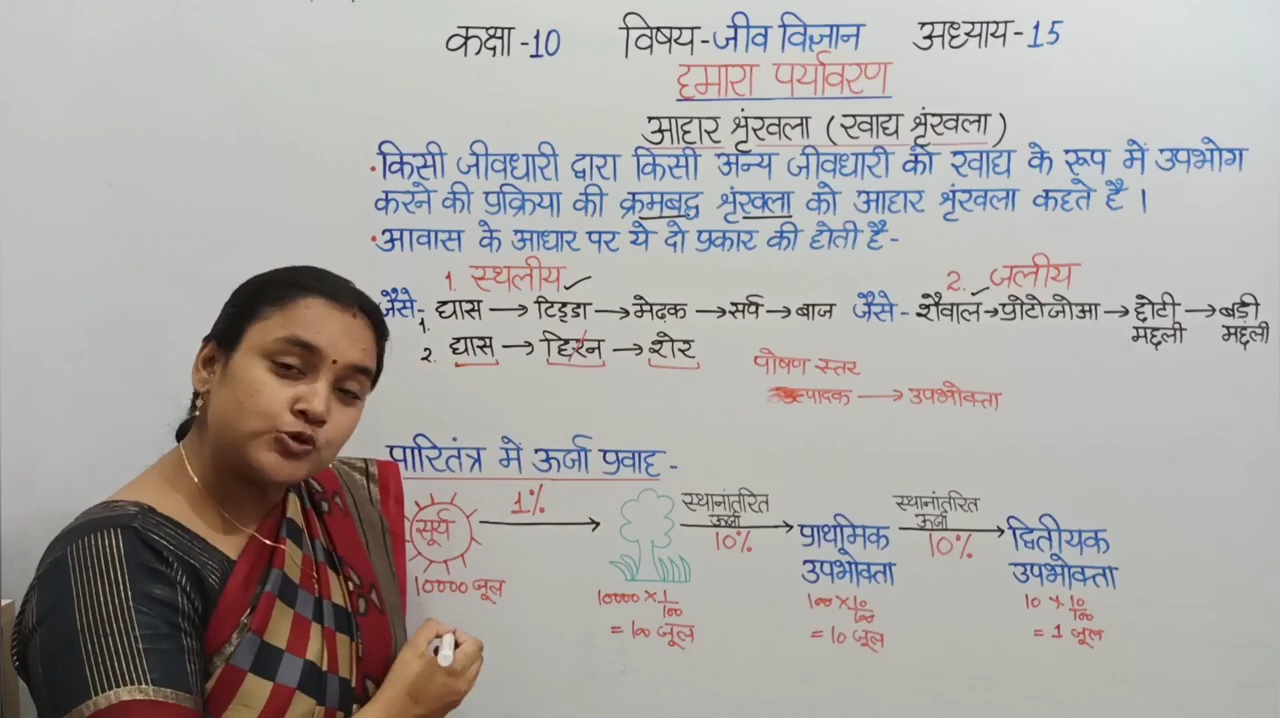 कक्षा -10 विषय-जीव विज्ञान अध्याय-15
हमारा पर्यावरण
आहार श्रृंखला (खाद्य श्रृंखला)
• किसी जीवधारी द्वारा किसी अन्य जीवधारी को खाद्य के रूप में उपभोग
करने की प्रक्रिया की क्रमबद्ध श्रृंखला को आहार श्रृंखला कहते है ।
• आवास के आधार पर ये दो प्रकार की होती है -
1. स्थलीय ✓ 2. जलीय
जैसे- 1. घास → टिड्डा → मेंढ़क → सर्प → बाज जैसे - शैवाल → प्रोटोजोआ → छोटी मछली → बड़ी मछली
2. घास → हिरन → शेर
पोषण स्तर
उत्पादक → उपभोक्ता
पारितंत्र में ऊर्जा प्रवाह -
सूर्य 1% स्थानांतरित ऊर्जा 10% प्राथमिक उपभोक्ता स्थानांतरित ऊर्जा 10% द्वितीयक उपभोक्ता
10000 जूल 10000 × 1/100 100 × 10/100 10 × 10/100
= 100 जूल = 10 जूल = 1 जूल